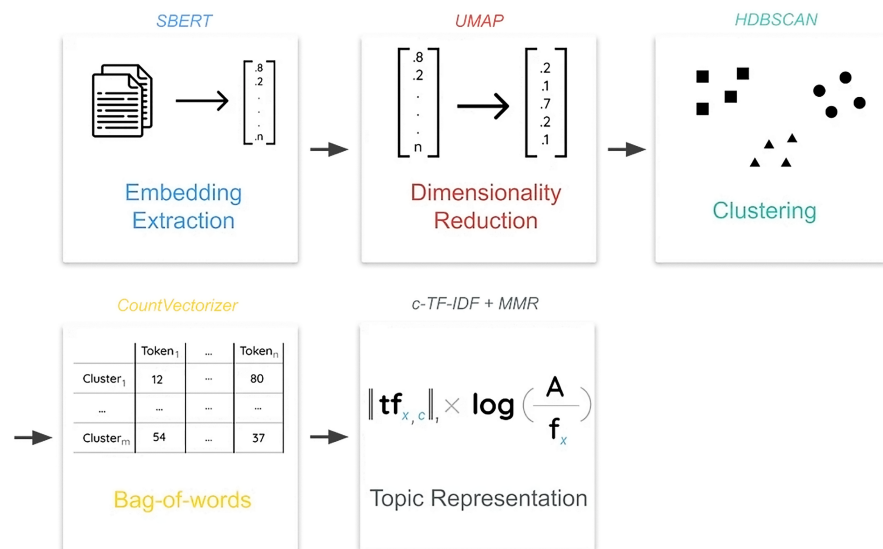 SBERT
UMAP
HDBSCAN
.8
.2
.
.
.
.n
.8
.2
.
.
.
n
.2
.1
.7
.2
.1
Embedding
Extraction
Dimensionality
Reduction
Clustering
CountVectorizer
c-TF-IDF + MMR
Token1 ... Tokenn
Cluster1 12 ... 80
... ... ... ...
Clusterm 54 ... 37
‖tfx,c‖, × log (A
fx)
Bag-of-words
Topic Representation